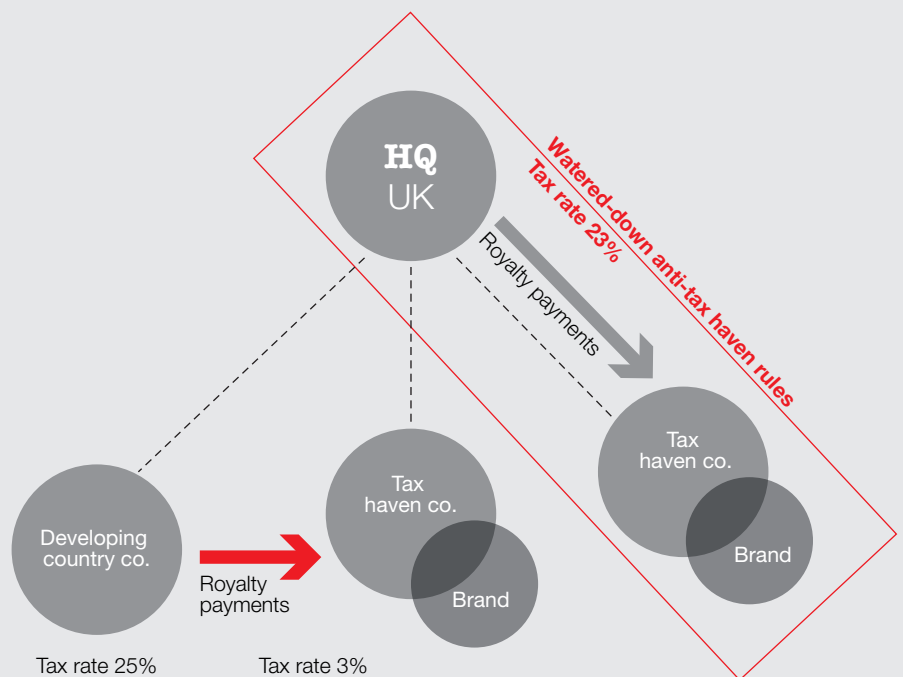 HQ
UK
Watered-down anti-tax haven rules
Tax rate 23%
Royalty payments
Tax
haven co.
Brand
Tax
haven co.
Brand
Developing
country co.
Royalty
payments
Tax rate 25%
Tax rate 3%